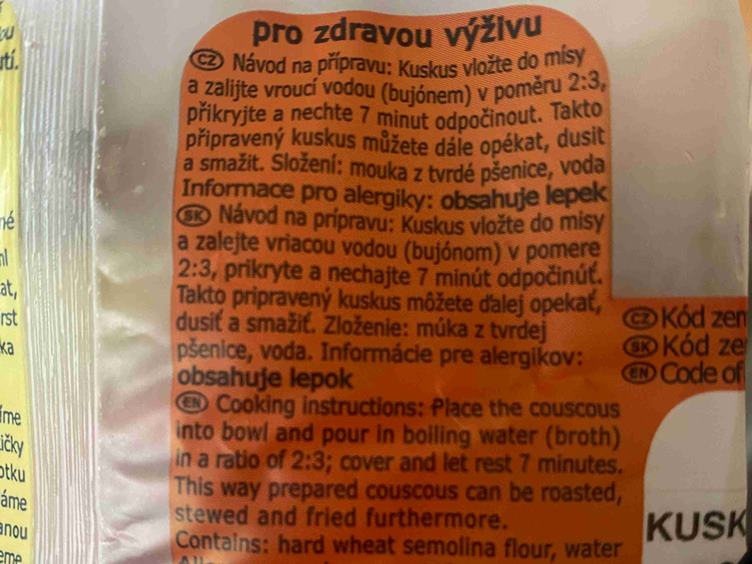 pro zdravou výživu
CZ Návod na přípravu: Kuskus vložte do mísy
a zalijte vroucí vodou (bujónem) v poměru 2:3,
přikryjte a nechte 7 minut odpočinout. Takto
připravený kuskus můžete dále opékat, dusit
a smažit. Složení: mouka z tvrdé pšenice, voda
Informace pro alergiky: obsahuje lepek
SK Návod na prípravu: Kuskus vložte do misy
a zalejte vriacou vodou (bujónom) v pomere
2:3, prikryte a nechajte 7 minút odpočinúť.
Takto pripravený kuskus môžete ďalej opekať,
dusiť a smažiť. Zloženie: múka z tvrdej
pšenice, voda. Informácie pre alergikov:
obsahuje lepok
EN Cooking instructions: Place the couscous
into bowl and pour in boiling water (broth)
in a ratio of 2:3; cover and let rest 7 minutes.
This way prepared couscous can be roasted,
stewed and fried furthermore.
Contains: hard wheat semolina flour, water
CZ Kód zem
SK Kód ze
EN Code of
KUSK